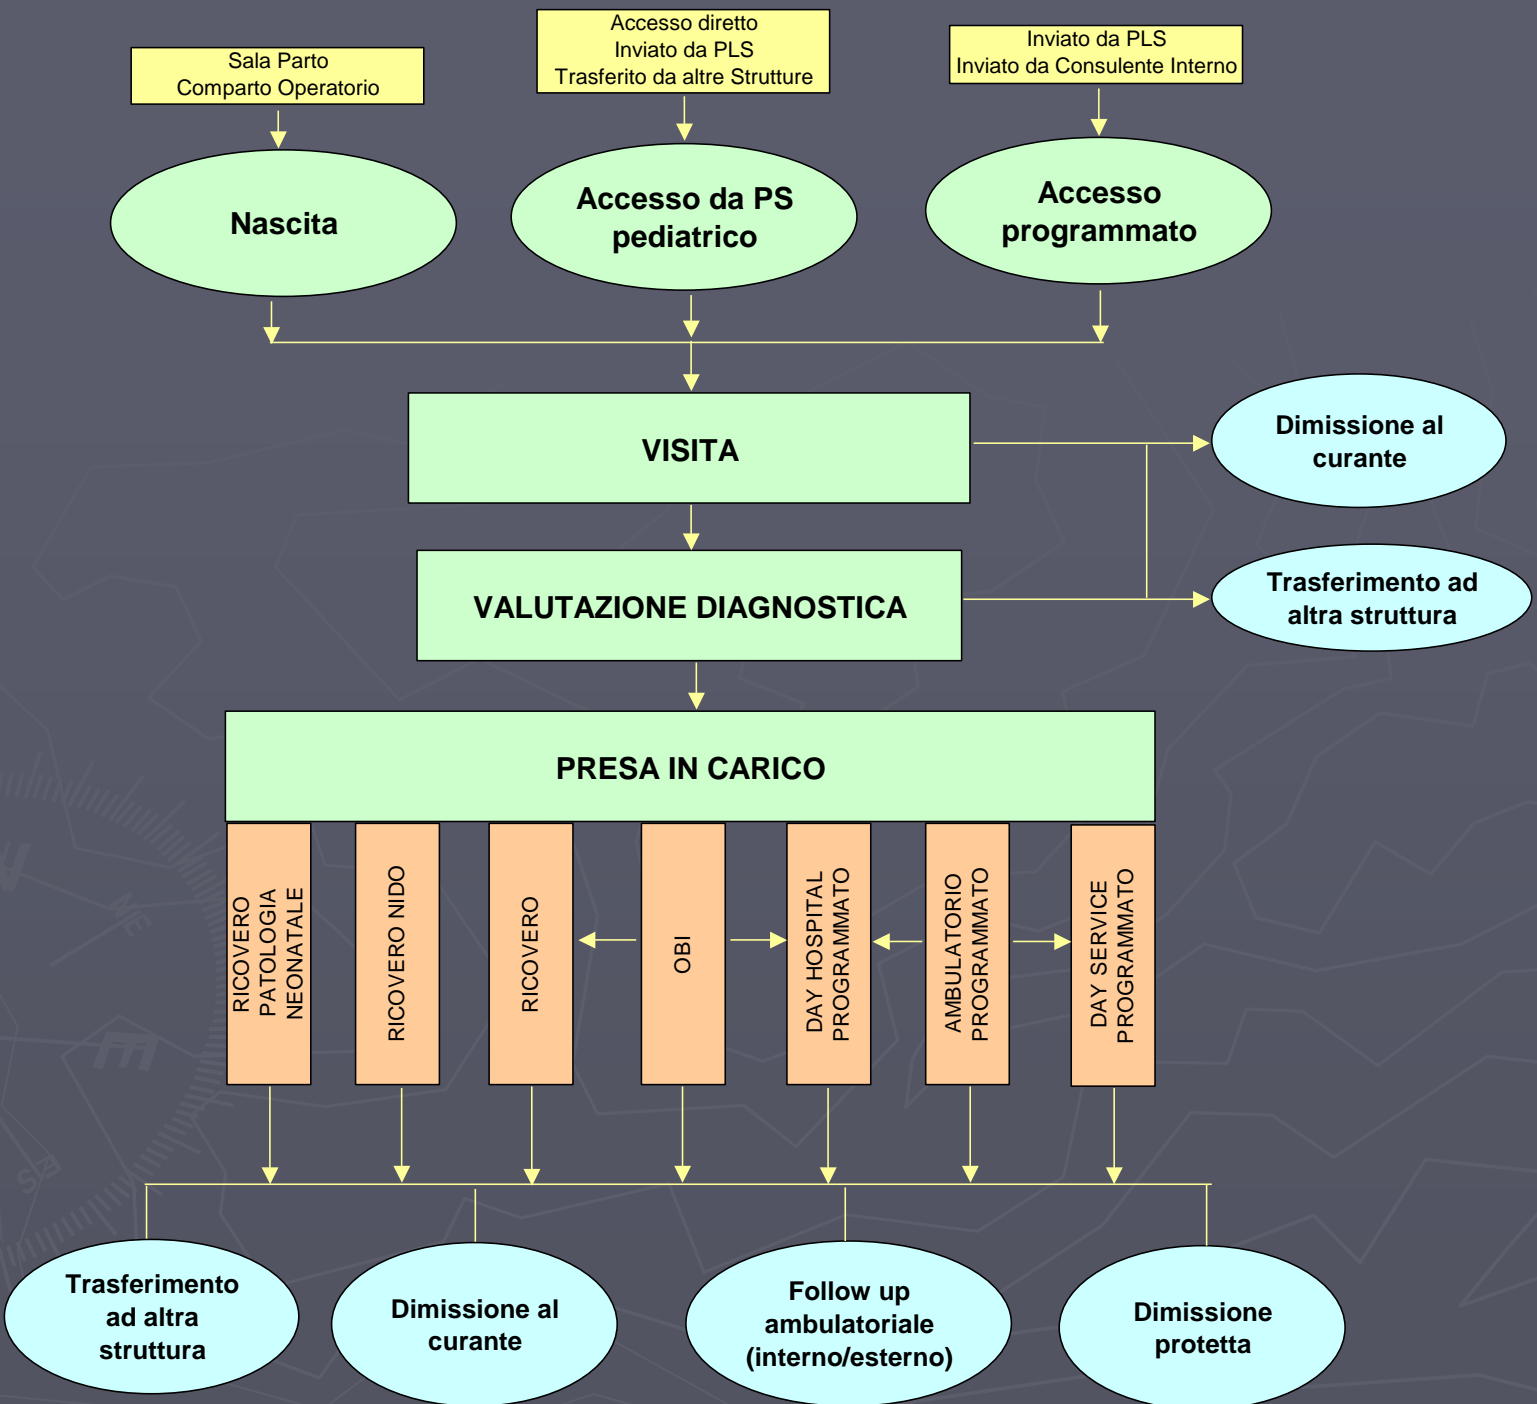 Sala Parto
Comparto Operatorio
Accesso diretto
Inviato da PLS
Trasferito da altre Strutture
Inviato da PLS
Inviato da Consulente Interno
Nascita
Accesso da PS
pediatrico
Accesso
programmato
VISITA
Dimissione al
curante
VALUTAZIONE DIAGNOSTICA
Trasferimento ad
altra struttura
PRESA IN CARICO
RICOVERO
PATOLOGIA
NEONATALE
RICOVERO NIDO
RICOVERO
OBI
DAY HOSPITAL
PROGRAMMATO
AMBULATORIO
PROGRAMMATO
DAY SERVICE
PROGRAMMATO
NE
E
SE
Trasferimento
ad altra
struttura
Dimissione al
curante
Follow up
ambulatoriale
(interno/esterno)
Dimissione
protetta